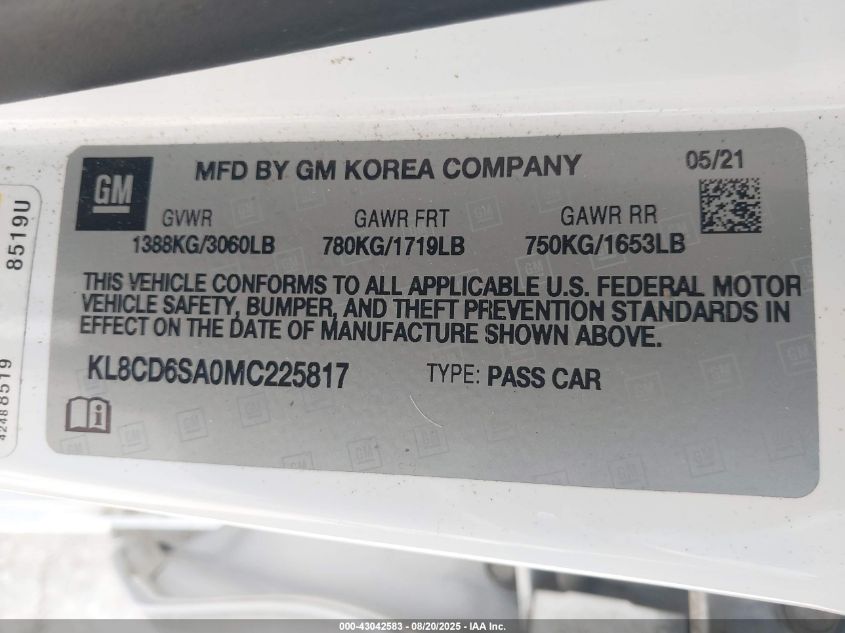 GM
MFD BY GM KOREA COMPANY
05/21
GVWR
GAWR FRT
GAWR RR
1388KG/3060LB
780KG/1719LB
750KG/1653LB
THIS VEHICLE CONFORMS TO ALL APPLICABLE U.S. FEDERAL MOTOR
VEHICLE SAFETY, BUMPER, AND THEFT PREVENTION STANDARDS IN
EFFECT ON THE DATE OF MANUFACTURE SHOWN ABOVE.
KL8CD6SA0MC225817
TYPE: PASS CAR
8519U
42488519
000-43042583 - 08/20/2025 - IAA Inc.